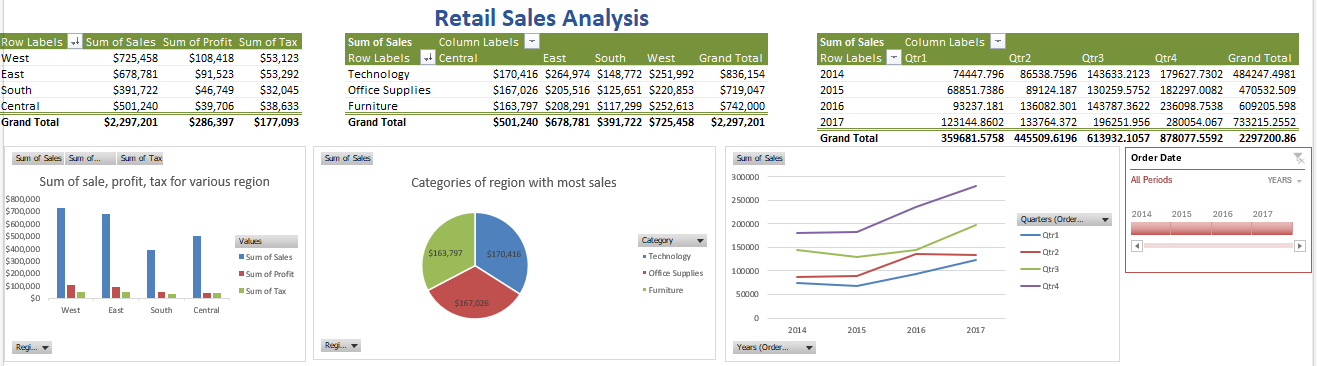 Retail Sales Analysis
Row Labels Sum of Sales Sum of Profit Sum of Tax
West $725,458 $108,418 $53,123
East $678,781 $91,523 $53,292
South $391,722 $46,749 $32,045
Central $501,240 $39,706 $38,633
Grand Total $2,297,201 $286,397 $177,093
Sum of Sales Column Labels
Row Labels Central East South West Grand Total
Technology $170,416 $264,974 $148,772 $251,992 $836,154
Office Supplies $167,026 $205,516 $125,651 $220,853 $719,047
Furniture $163,797 $208,291 $117,299 $252,613 $742,000
Grand Total $501,240 $678,781 $391,722 $725,458 $2,297,201
Sum of Sales Column Labels
Row Labels Qtr1 Qtr2 Qtr3 Qtr4 Grand Total
2014 74447.796 86538.7596 143633.2123 179627.7302 484247.4981
2015 68851.7386 89124.187 130259.5752 182297.0082 470532.509
2016 93237.181 136082.301 143787.3622 236098.7538 609205.598
2017 123144.8602 133764.372 196251.956 280054.067 733215.2552
Grand Total 359681.5758 445509.6196 613932.1057 878077.5592 2297200.86
Sum of Sales Sum of... Sum of Tax
Sum of sale, profit, tax for various region
$800,000
$700,000
$600,000
$500,000
$400,000
$300,000
$200,000
$100,000
$0
West East South Central
Values
Sum of Sales
Sum of Profit
Sum of Tax
Regi...
Sum of Sales
Categories of region with most sales
$163,797 $170,416
$167,026
Category
Technology
Office Supplies
Furniture
Regi...
Sum of Sales
300000
250000
200000
150000
100000
50000
0
2014 2015 2016 2017
Quarters (Order...
Qtr1
Qtr2
Qtr3
Qtr4
Years (Order...
Order Date
All Periods YEARS
2014 2015 2016 2017